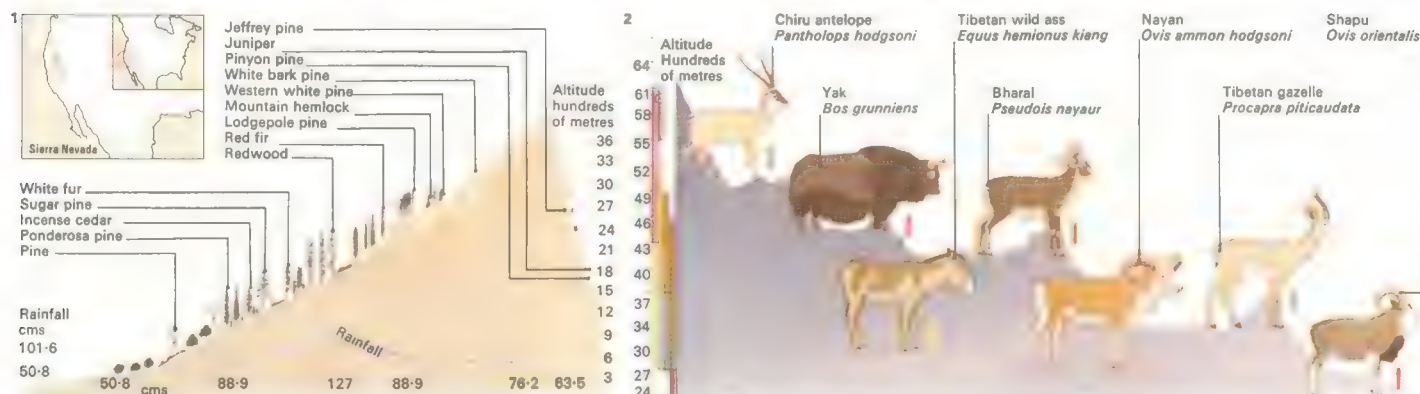 1
Sierra Nevada
Jeffrey pine
Juniper
Pinyon pine
White bark pine
Western white pine
Mountain hemlock
Lodgepole pine
Red fir
Redwood
White fur
Sugar pine
Incense cedar
Ponderosa pine
Pine
Rainfall
cms
101·6
50·8
50·8
88·9
127
88·9
76·2
63·5
cms
Rainfall
Altitude
hundreds
of metres
36
33
30
27
24
21
18
15
12
9
6
3
2
Altitude
Hundreds
of metres
64
61
58
55
52
49
46
43
40
37
34
30
27
24
Chiru antelope
Pantholops hodgsoni
Yak
Bos grunniens
Tibetan wild ass
Equus hemionus kiang
Bharal
Pseudois nayaur
Nayan
Ovis ammon hodgsoni
Tibetan gazelle
Procapra piticaudata
Shapu
Ovis orientalis